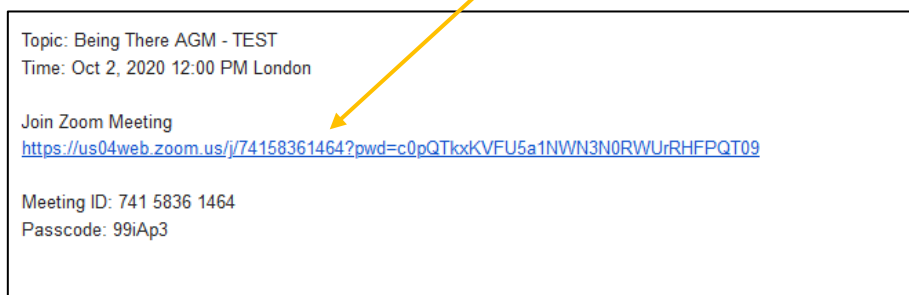 Topic: Being There AGM - TEST
Time: Oct 2, 2020 12:00 PM London
Join Zoom Meeting
https://us04web.zoom.us/j/74158361464?pwd=c0pQTkxKVFU5a1NWN3N0RWUrRHFPQT09
Meeting ID: 741 5836 1464
Passcode: 99iAp3